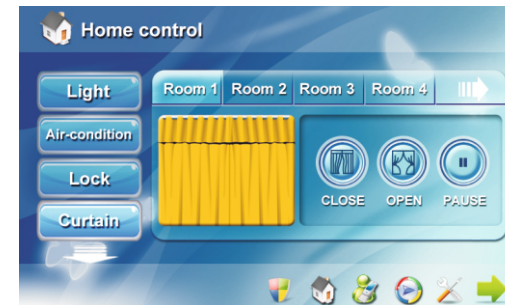 Home control
Light
Air-condition
Lock
Curtain
Room 1 Room 2 Room 3 Room 4
CLOSE OPEN PAUSE